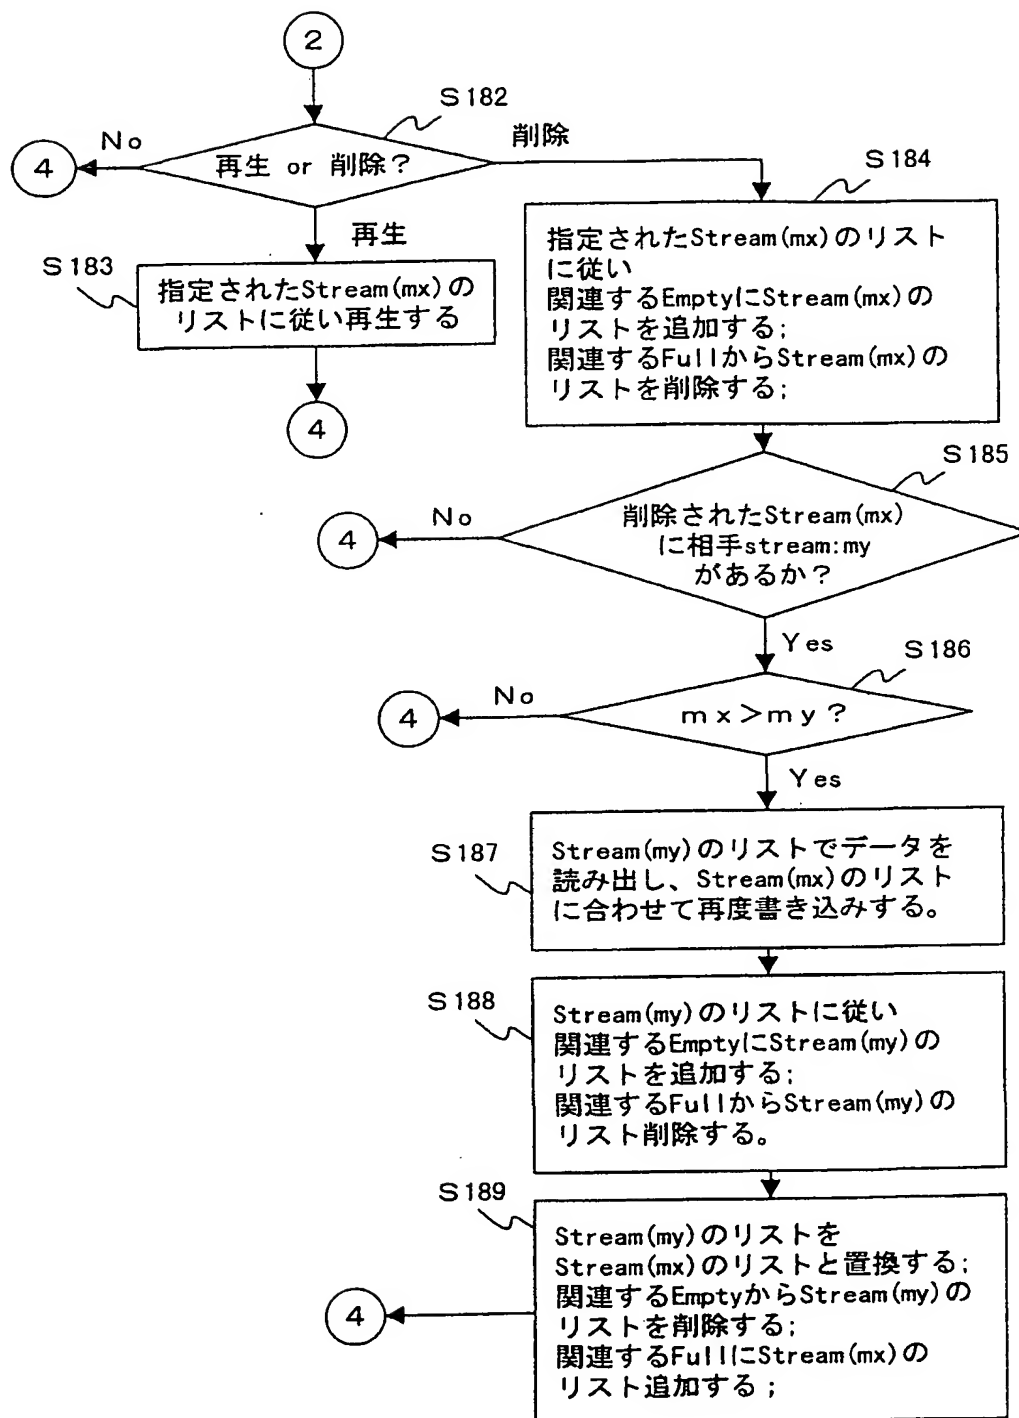 2
S182
No
削除
4
再生 or 削除？
S184
再生
S183
指定されたStream(mx)の
リストに従い再生する
指定されたStream(mx)のリスト
に従い
関連するEmptyにStream(mx)の
リストを追加する;
関連するFullからStream(mx)の
リストを削除する;
4
S185
No
4
削除されたStream(mx)
に相手stream:my
があるか？
Yes
S186
No
4
ｍｘ＞ｍｙ？
Yes
S187
Stream(my)のリストでデータを
読み出し、Stream(mx)のリスト
に合わせて再度書き込みする。
S188
Stream(my)のリストに従い
関連するEmptyにStream(my)の
リストを追加する;
関連するFullからStream(my)の
リスト削除する。
S189
Stream(my)のリストを
Stream(mx)のリストと置換する;
関連するEmptyからStream(my)の
リストを削除する;
関連するFullにStream(mx)の
リスト追加する;
4